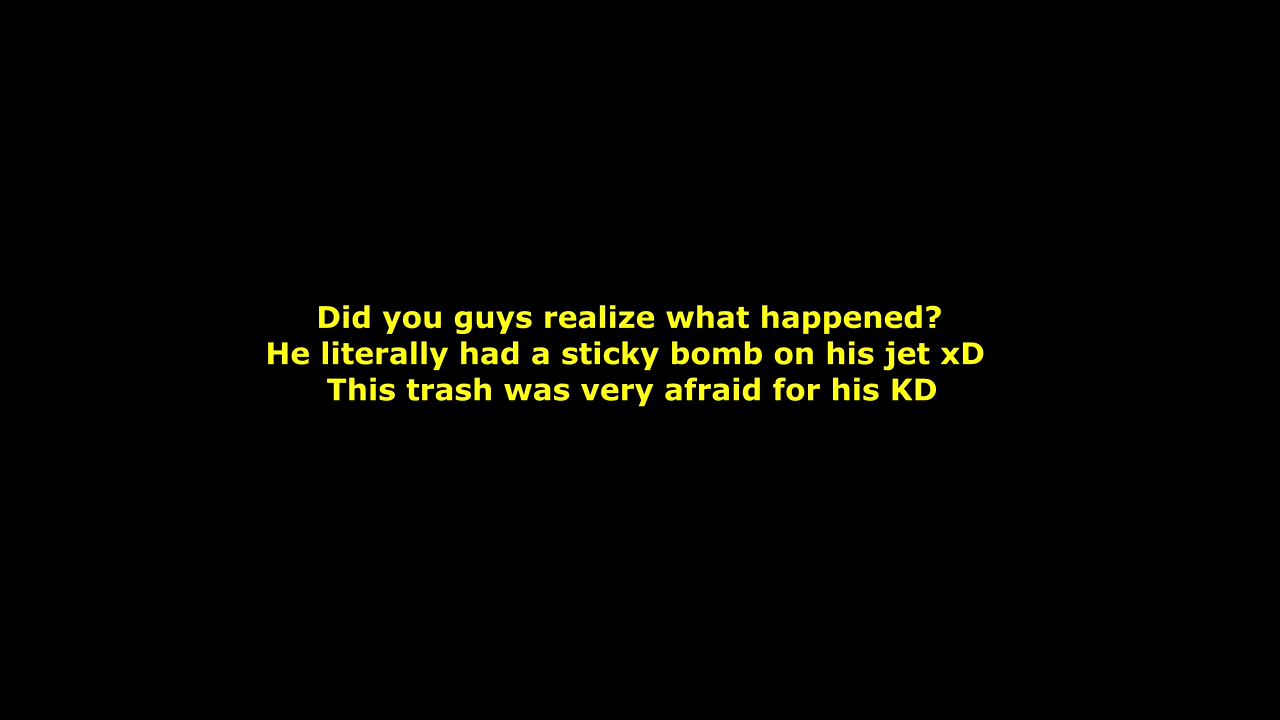 Did you guys realize what happened?
He literally had a sticky bomb on his jet xD
This trash was very afraid for his KD